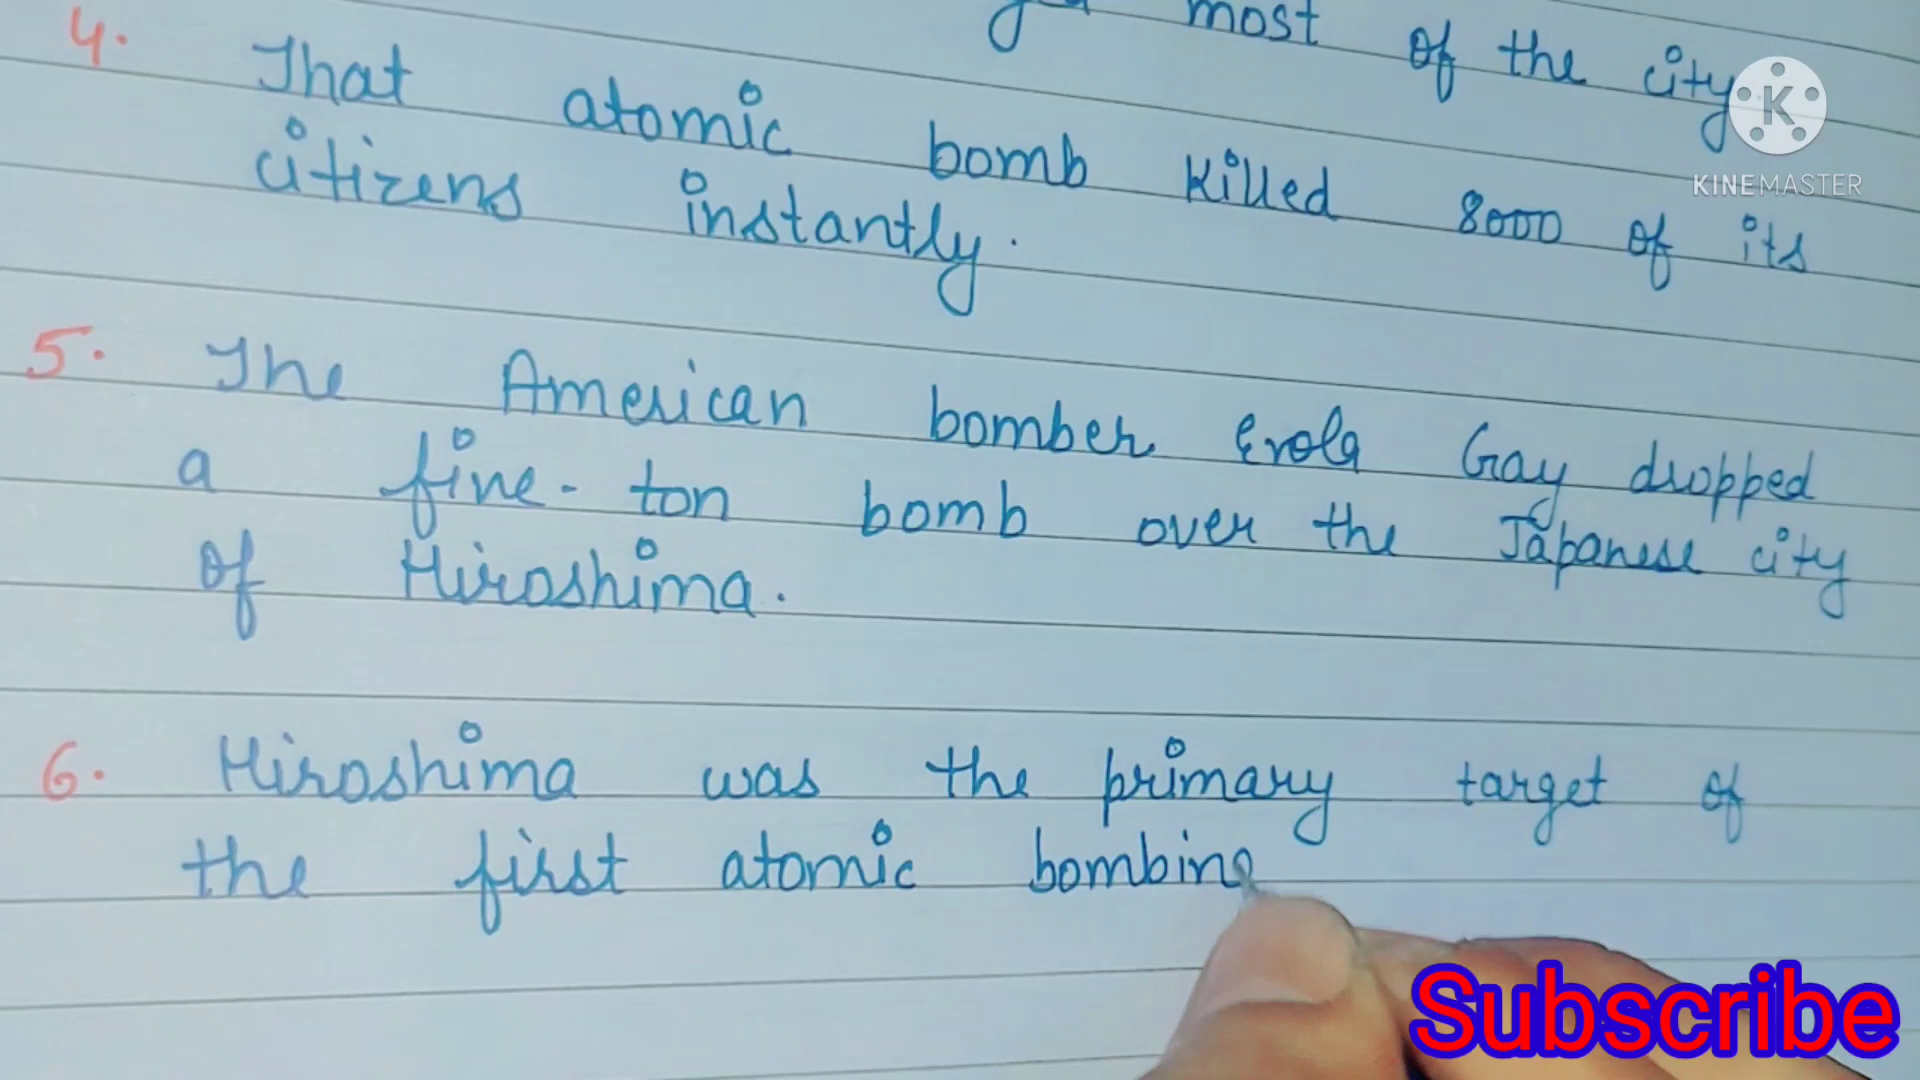 most of the city
4. That atomic bomb killed 8000 of its
citizens instantly.
5. The American bomber Erola Gay dropped
a fine-ton bomb over the Japanese city
of Hiroshima.
6. Hiroshima was the primary target of
the first atomic bombing
K
KINEMASTER
Subscribe